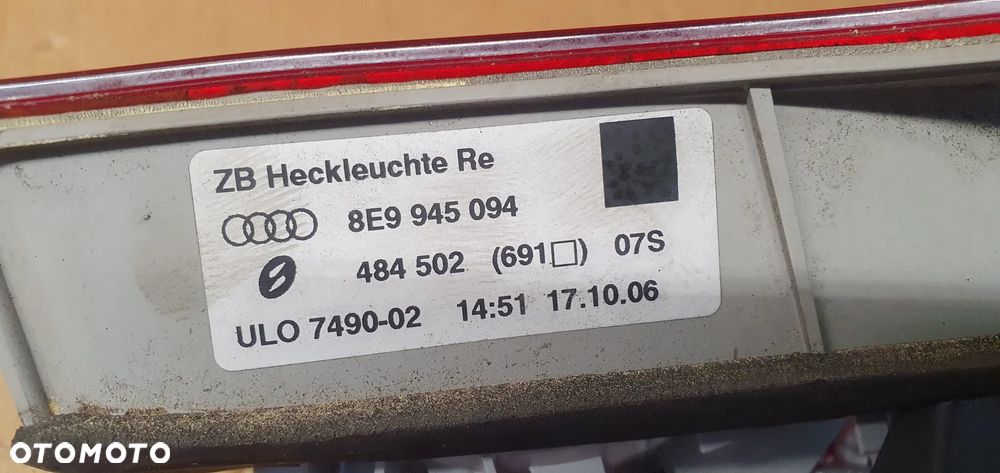 ZB Heckleuchte Re
8E9 945 094
484 502 (691□) 07S
ULO 7490-02 14:51 17.10.06
OTOMOTO